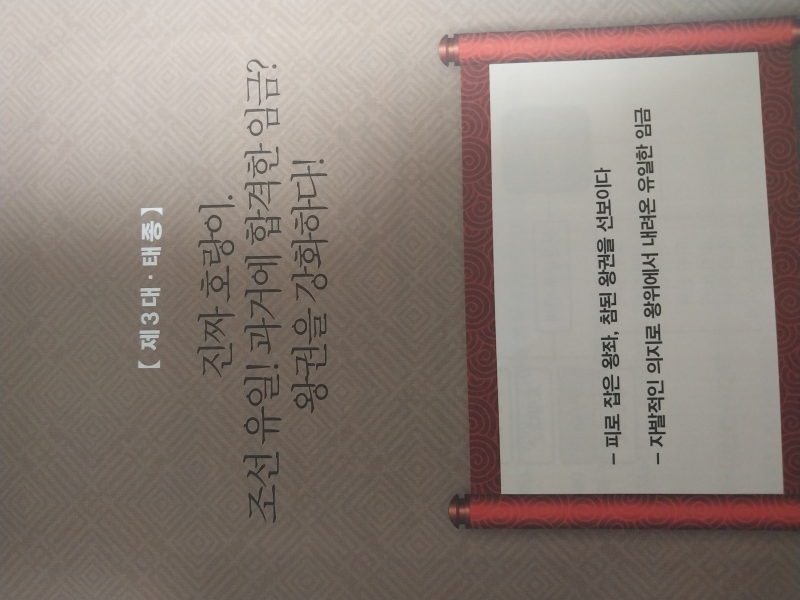 【 제3대 · 태종 】
진짜 호랑이.
조선 유일! 과거에 합격한 임금?
왕권을 강화하다!
– 피로 잡은 왕좌, 참된 왕권을 선보이다
– 자발적인 의지로 왕위에서 내려온 유일한 임금